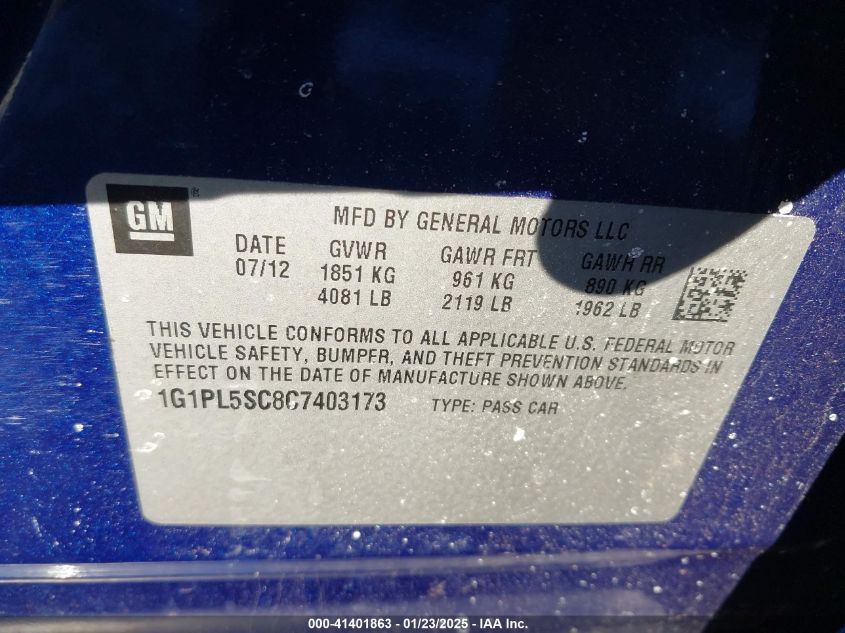 GM ®
MFD BY GENERAL MOTORS LLC
DATE GVWR GAWR FRT GAWR RR
07/12 1851 KG 961 KG 890 KG
4081 LB 2119 LB 1962 LB
THIS VEHICLE CONFORMS TO ALL APPLICABLE U.S. FEDERAL MOTOR
VEHICLE SAFETY, BUMPER, AND THEFT PREVENTION STANDARDS IN
EFFECT ON THE DATE OF MANUFACTURE SHOWN ABOVE.
1G1PL5SC8C7403173 TYPE: PASS CAR
000-41401863 - 01/23/2025 - IAA Inc.